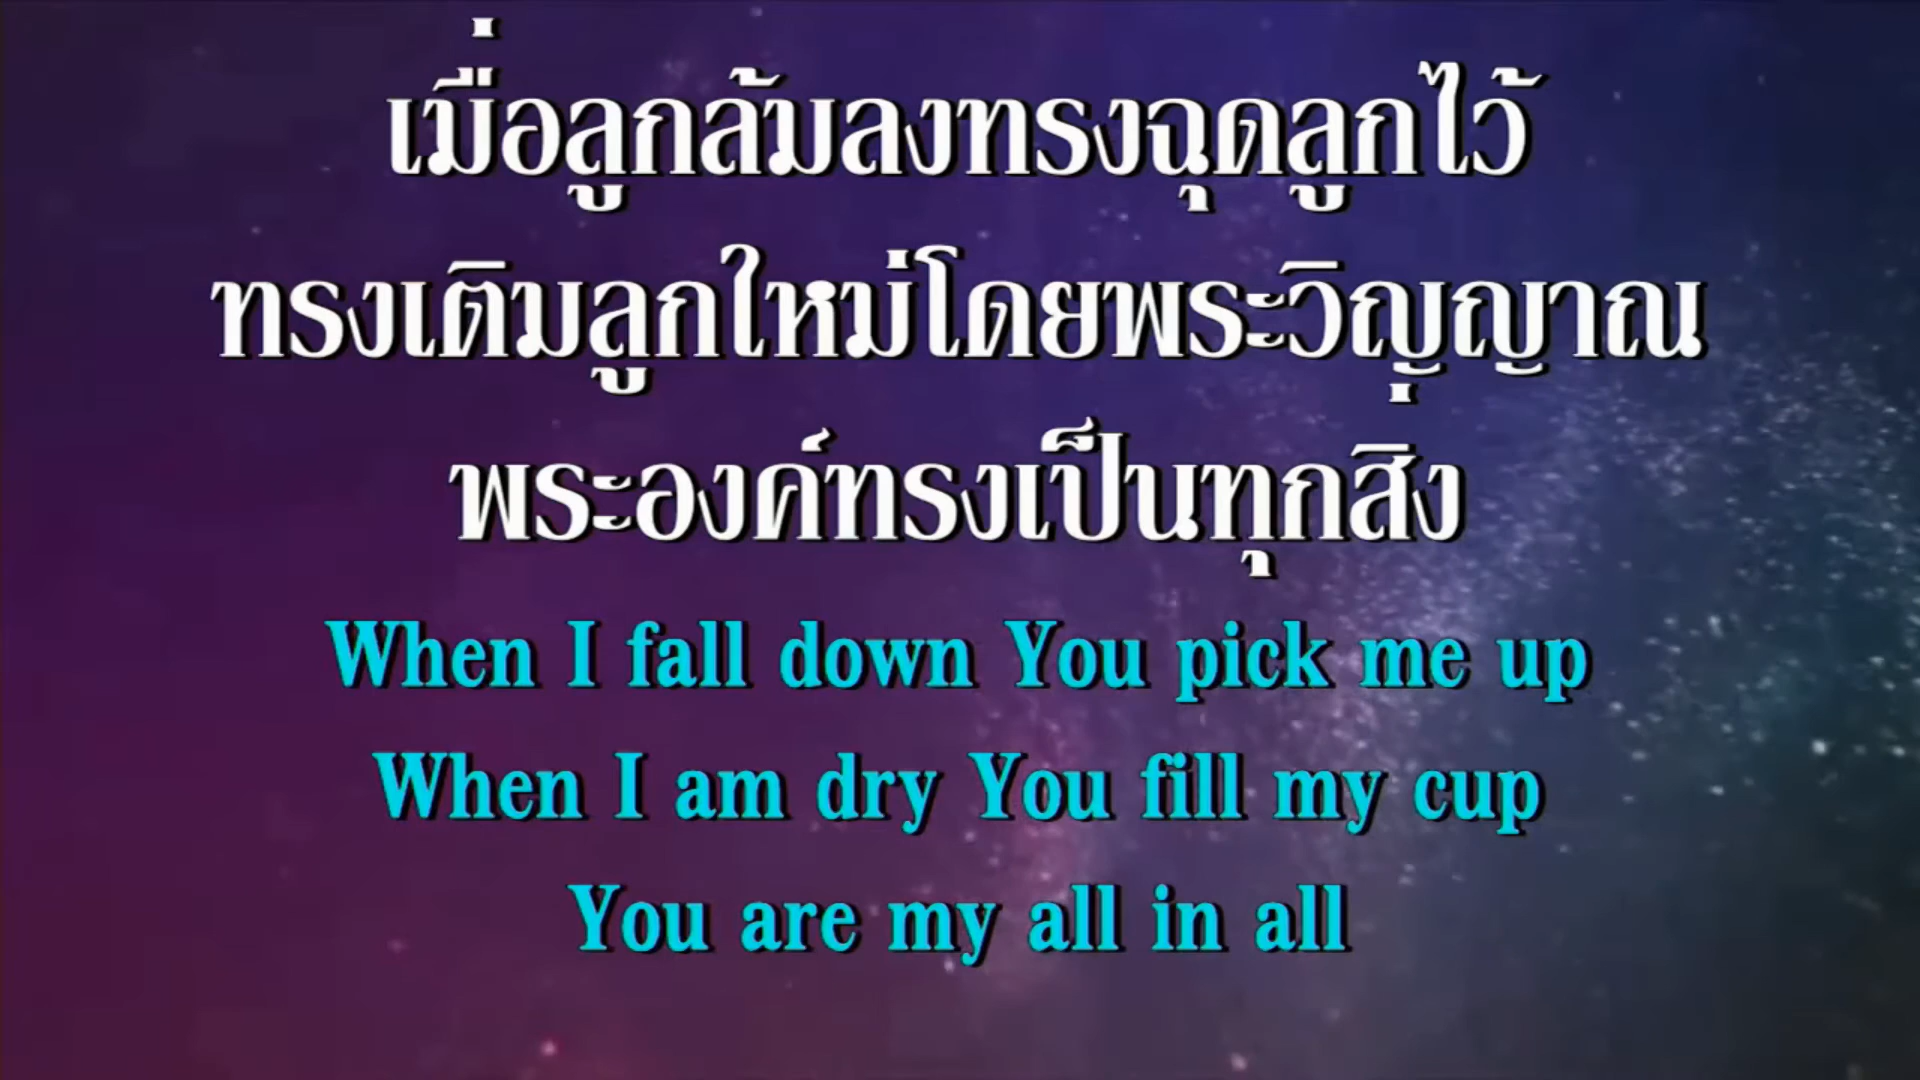 เมื่อลูกล้มลงทรงฉุดลูกไว้
ทรงเติมลูกใหม่โดยพระวิญญาณ
พระองค์ทรงเป็นทุกสิง
When I fall down You pick me up
When I am dry You fill my cup
You are my all in all